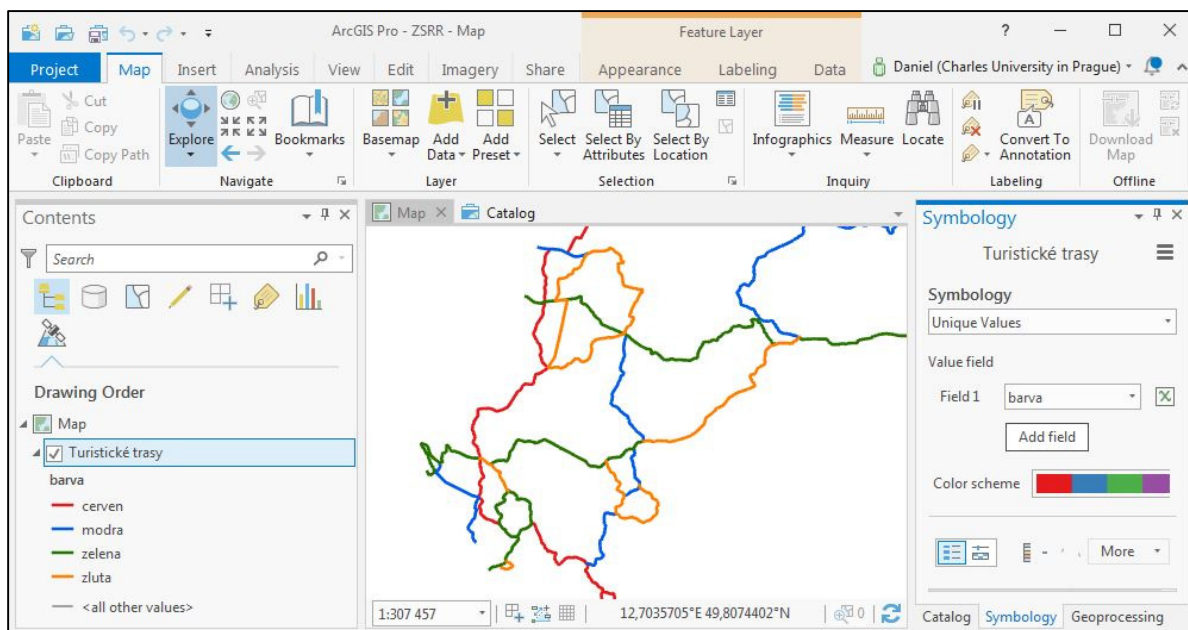 ArcGIS Pro - ZSRR - Map
Feature Layer
?
Project Map Insert Analysis View Edit Imagery Share Appearance Labeling Data Daniel (Charles University in Prague)
Paste
Cut
Copy
Copy Path
Clipboard
Explore
Bookmarks
Navigate
Basemap
Add Data
Add Preset
Layer
Select
Select By Attributes
Select By Location
Selection
Infographics
Measure
Locate
Inquiry
A
Convert To Annotation
Labeling
Download Map
Offline
Contents
Search
Drawing Order
Map
Turistické trasy
barva
cerven
modra
zelena
zluta
<all other values>
Map
Catalog
1:307 457
12,7035705°E 49,8074402°N
0
Symbology
Turistické trasy
Symbology
Unique Values
Value field
Field 1 barva
Add field
Color scheme
More
Catalog Symbology Geoprocessing